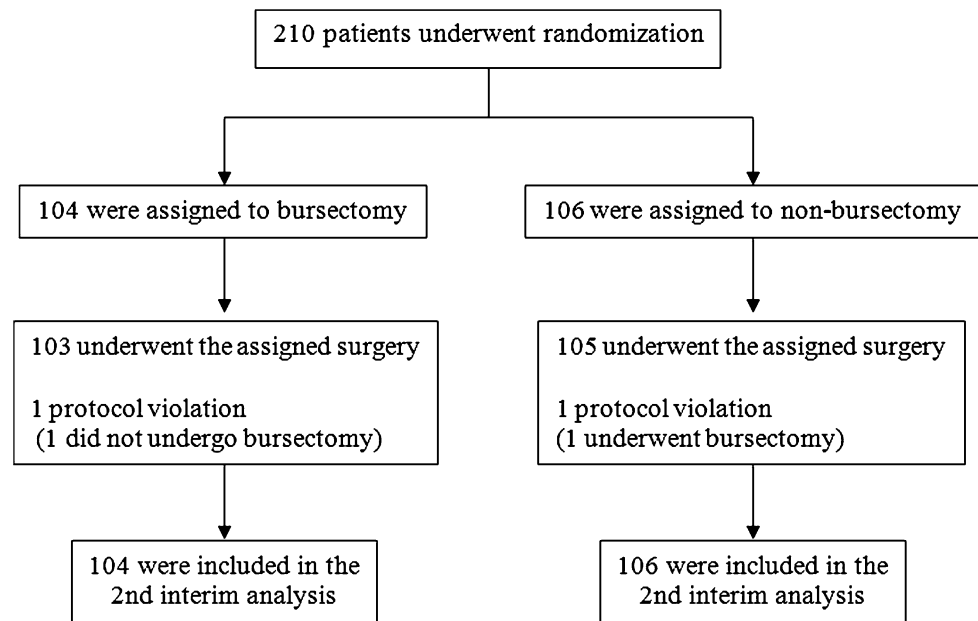 210 patients underwent randomization
104 were assigned to bursectomy
106 were assigned to non-bursectomy
103 underwent the assigned surgery
1 protocol violation
(1 did not undergo bursectomy)
105 underwent the assigned surgery
1 protocol violation
(1 underwent bursectomy)
104 were included in the
2nd interim analysis
106 were included in the
2nd interim analysis